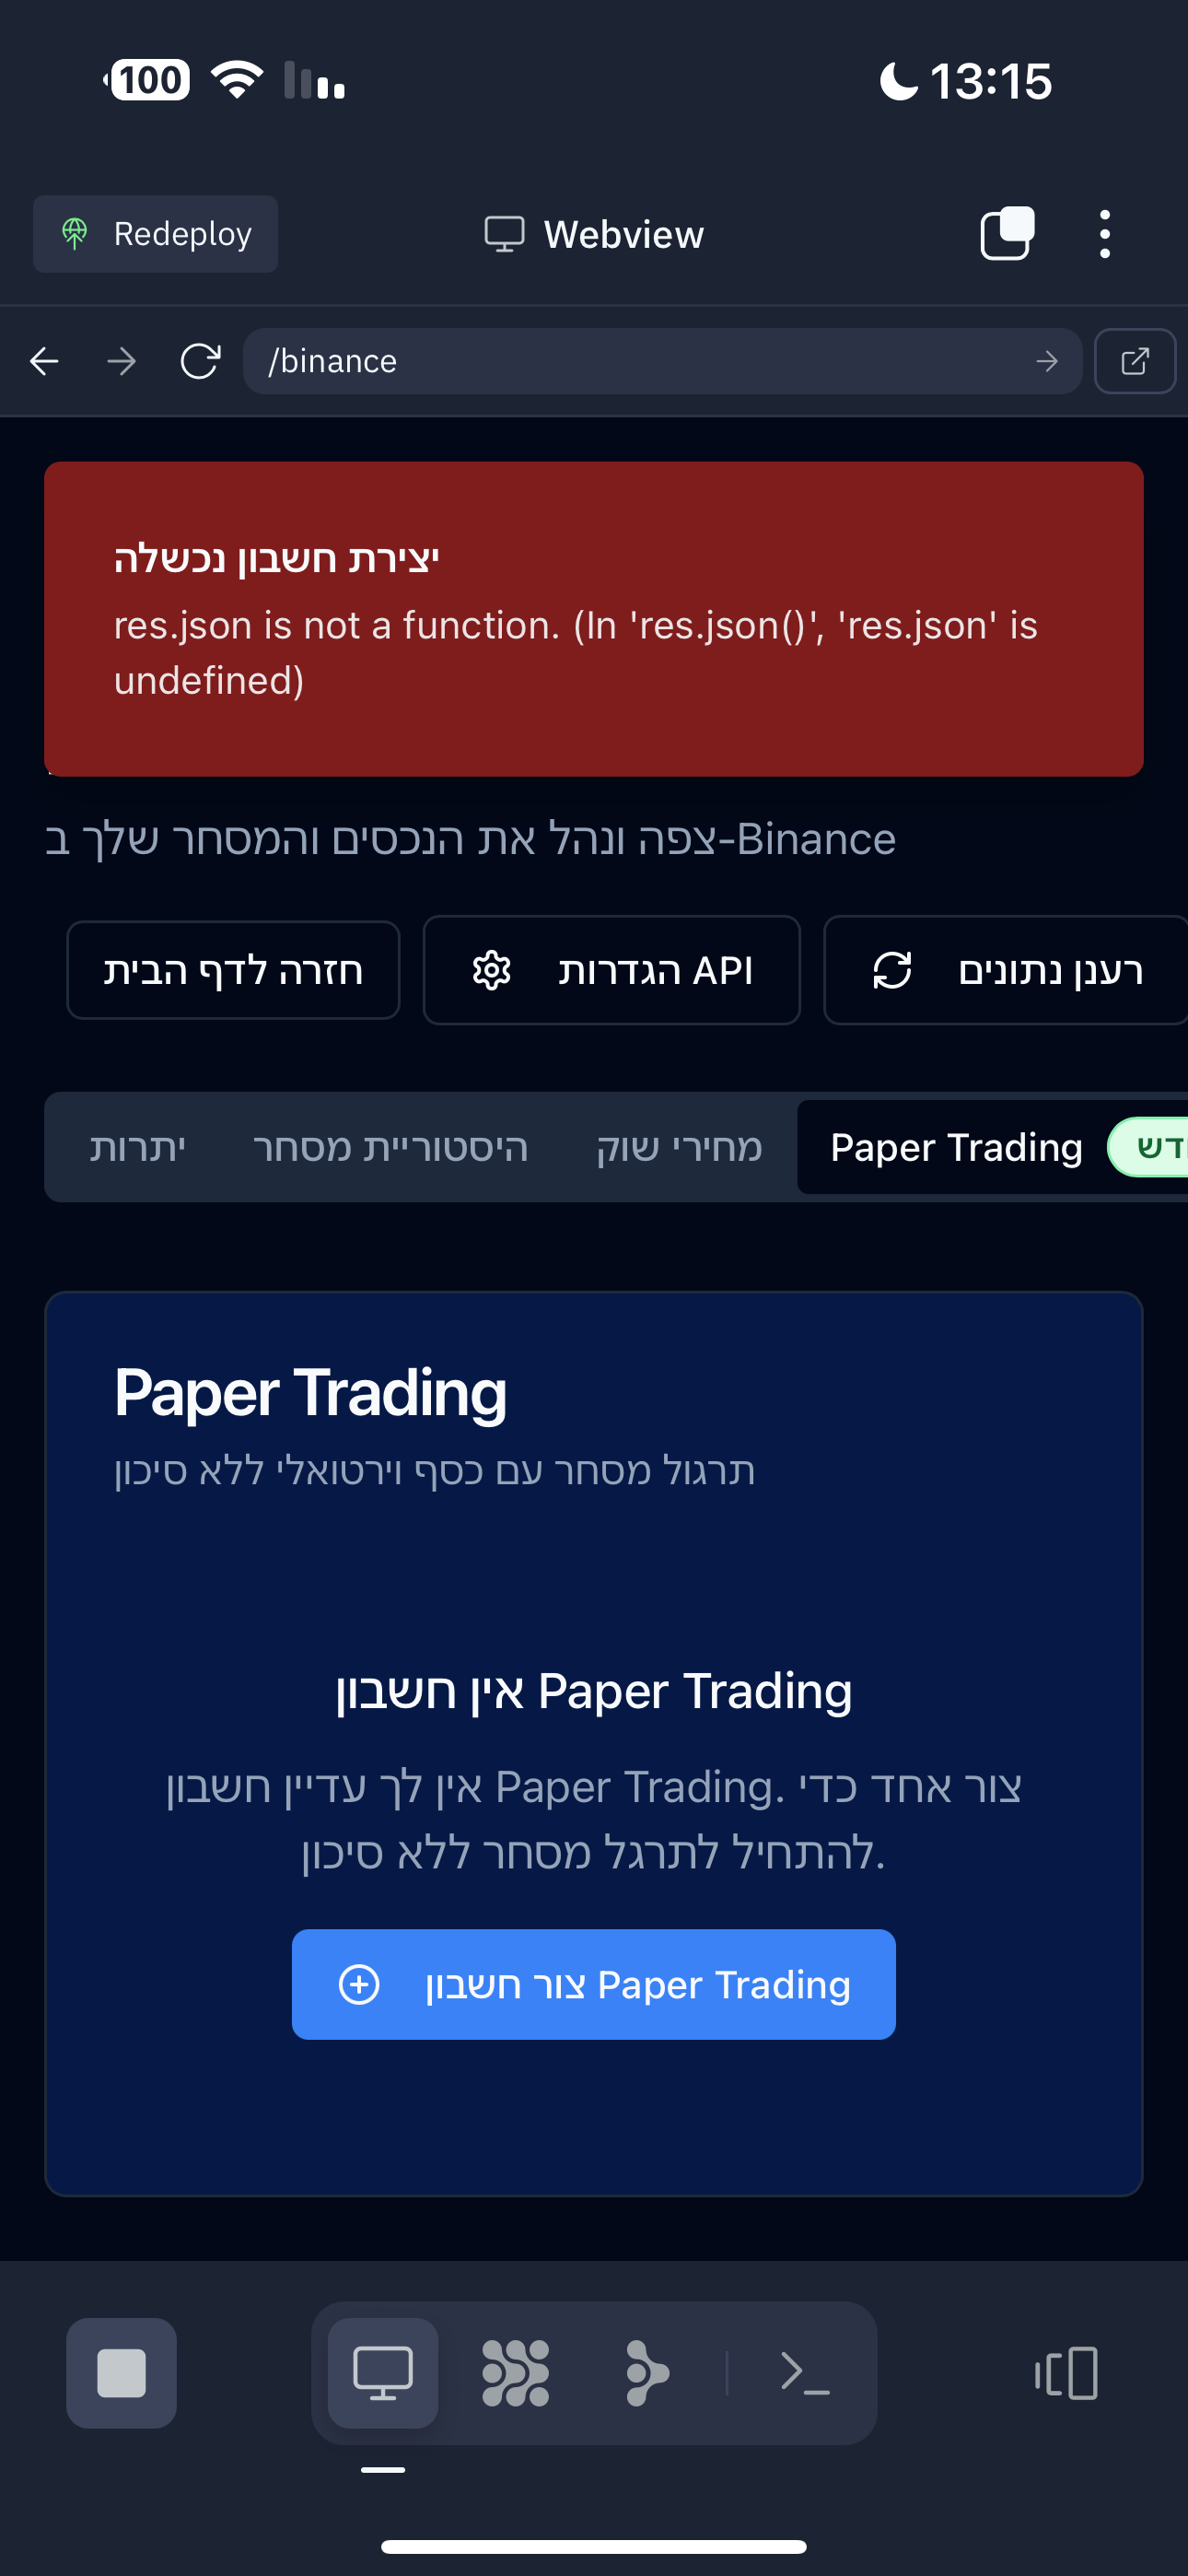 100
13:15
Redeploy
Webview
/binance
יצירת חשבון נכשלה
res.json is not a function. (In 'res.json()', 'res.json' is
undefined)
צפה ונהל את הנכסים והמסחר שלך ב-Binance
חזרה לדף הבית
הגדרות API
רענן נתונים
יתרות
היסטוריית מסחר
מחירי שוק
Paper Trading
Paper Trading
תרגול מסחר עם כסף וירטואלי ללא סיכון
אין חשבון Paper Trading
אין לך עדיין חשבון Paper Trading. צור אחד כדי
להתחיל לתרגל מסחר ללא סיכון.
צור חשבון Paper Trading